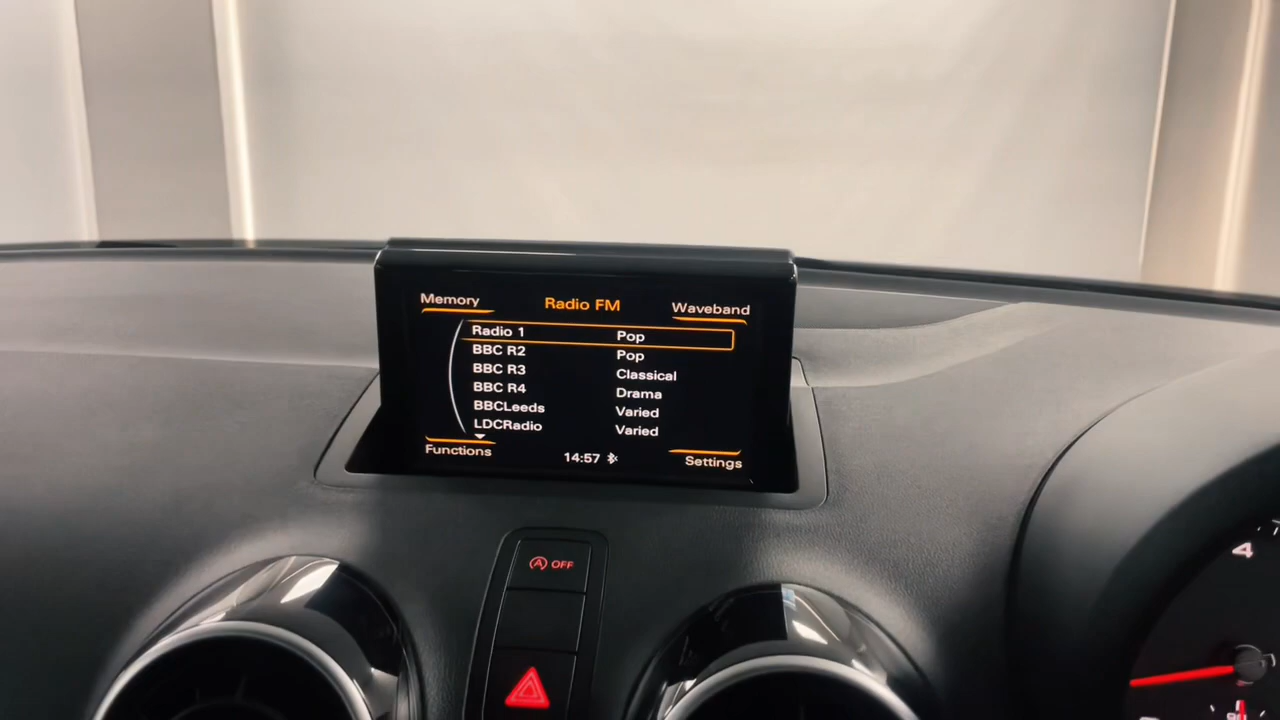 Memory Radio FM Waveband
Radio 1 Pop
BBC R2 Pop
BBC R3 Classical
BBC R4 Drama
BBCLeeds Varied
LDCRadio Varied
Functions 14:57 Settings
A OFF
4